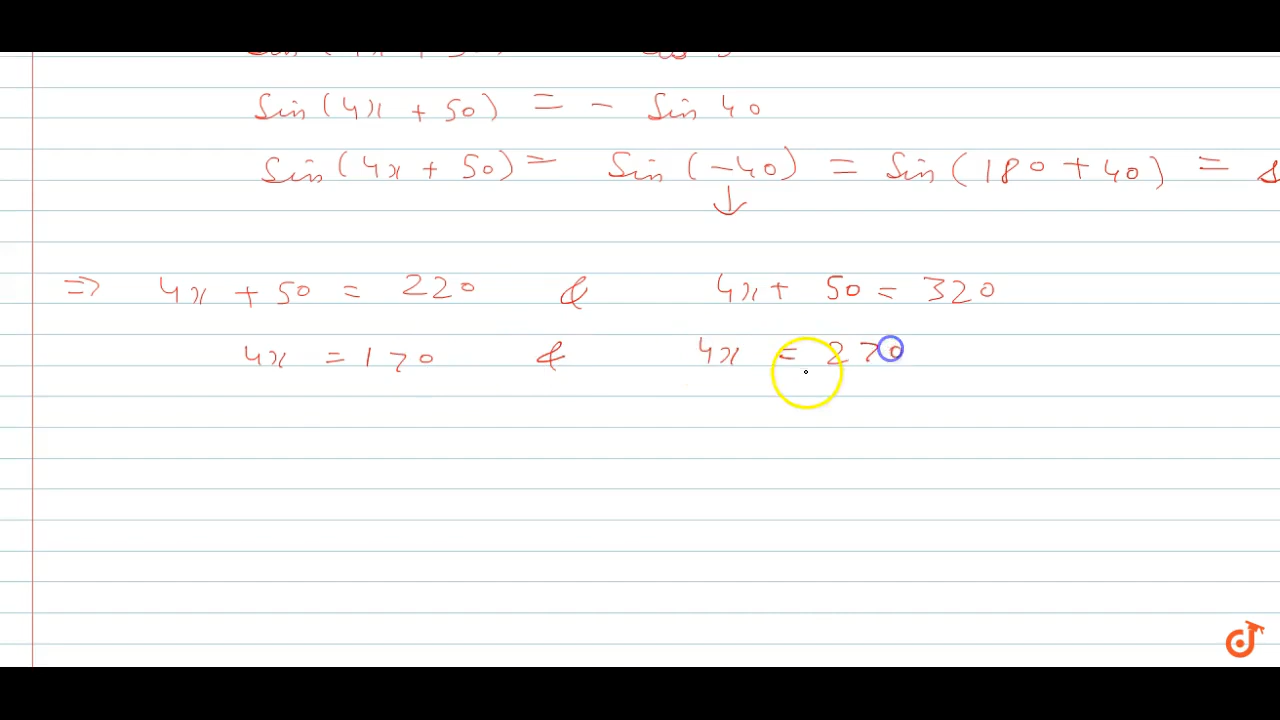 Sin(4x + 50) = - Sin 40
Sin(4x + 50) = Sin(-40) = Sin(180 + 40) =
⇒ 4x + 50 = 220 & 4x + 50 = 320
4x = 170 & 4x = 270